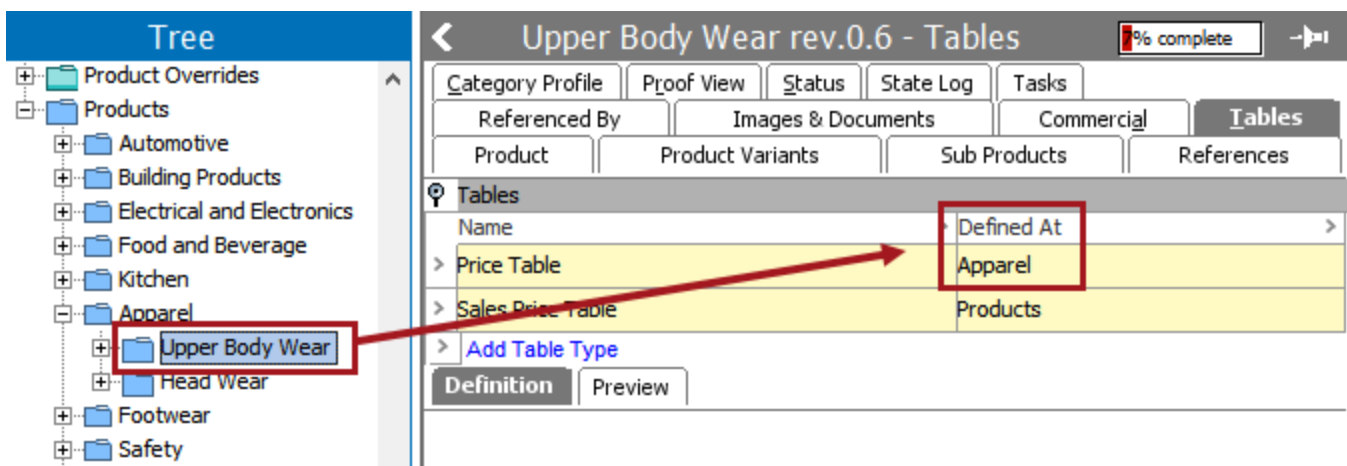 Tree
Product Overrides
Products
Automotive
Building Products
Electrical and Electronics
Food and Beverage
Kitchen
Apparel
Upper Body Wear
Head Wear
Footwear
Safety
Upper Body Wear rev.0.6 - Tables
7% complete
Category Profile Proof View Status State Log Tasks
Referenced By Images & Documents Commercial Tables
Product Product Variants Sub Products References
Tables
Name > Defined At >
> Price Table Apparel
> Sales Price Table Products
> Add Table Type
Definition Preview